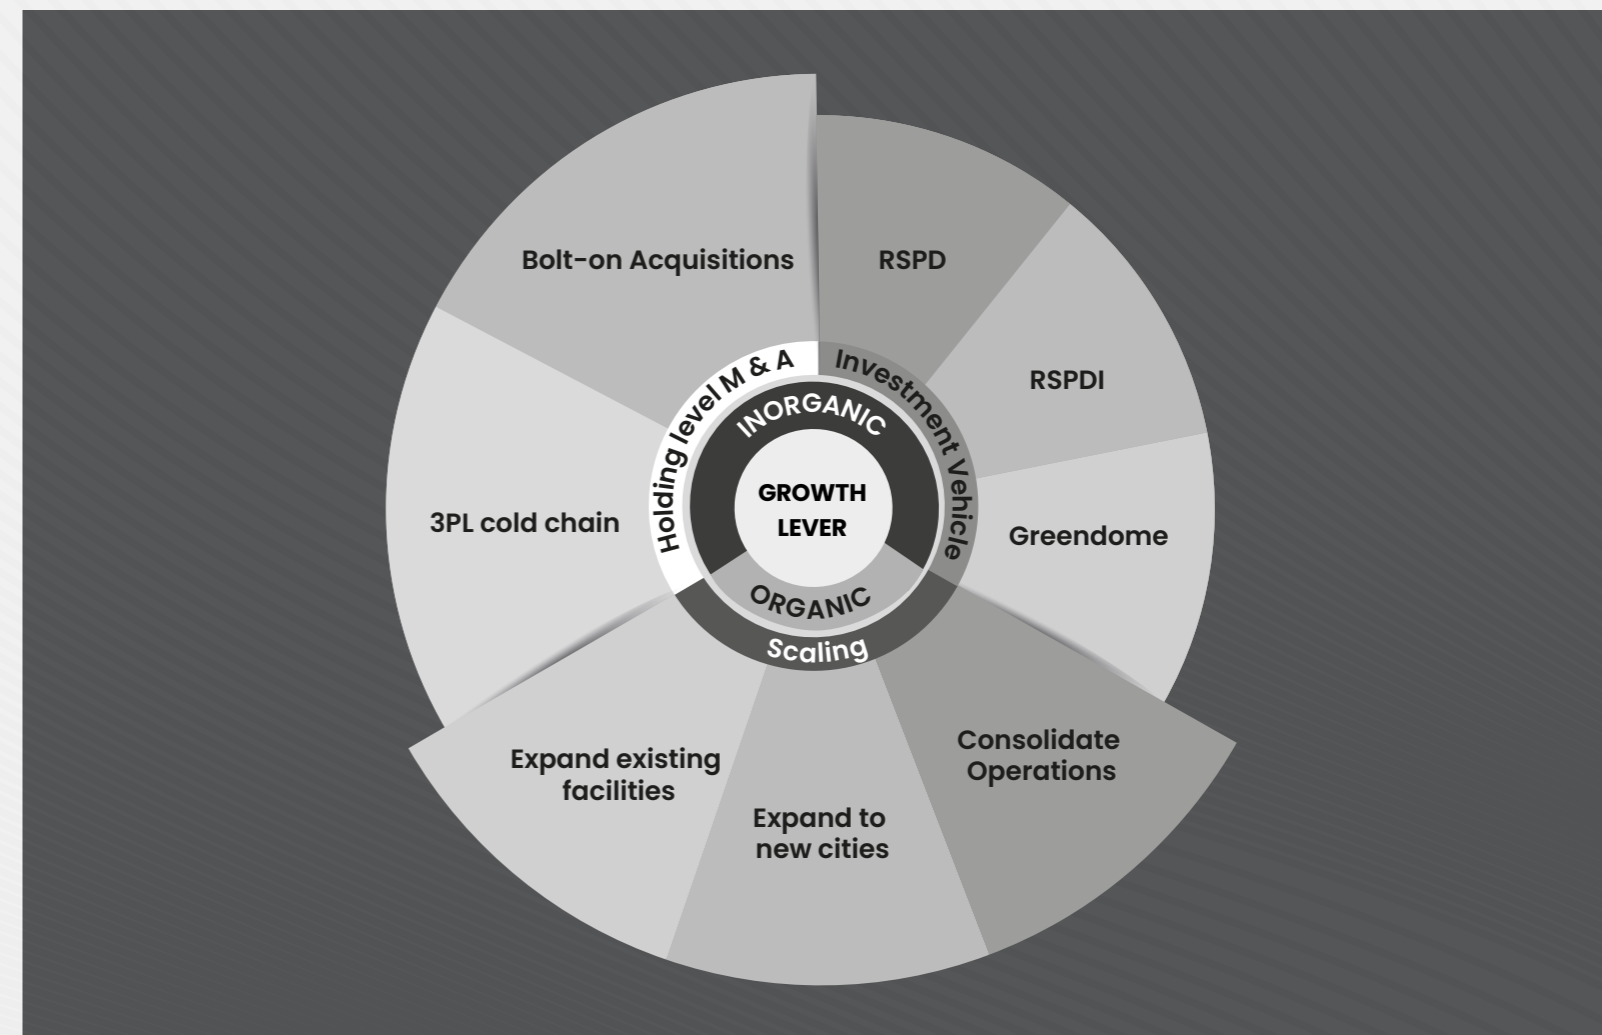 GROWTH
LEVER
INORGANIC
ORGANIC
Holding level M & A
Investment Vehicle
Scaling
Bolt-on Acquisitions
RSPD
RSPDI
3PL cold chain
Greendome
Expand existing
facilities
Expand to
new cities
Consolidate
Operations